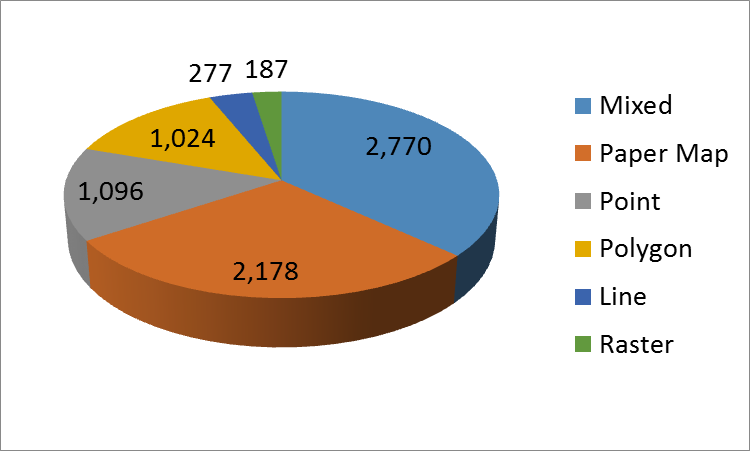 277
187
1,024
2,770
1,096
2,178
Mixed
Paper Map
Point
Polygon
Line
Raster